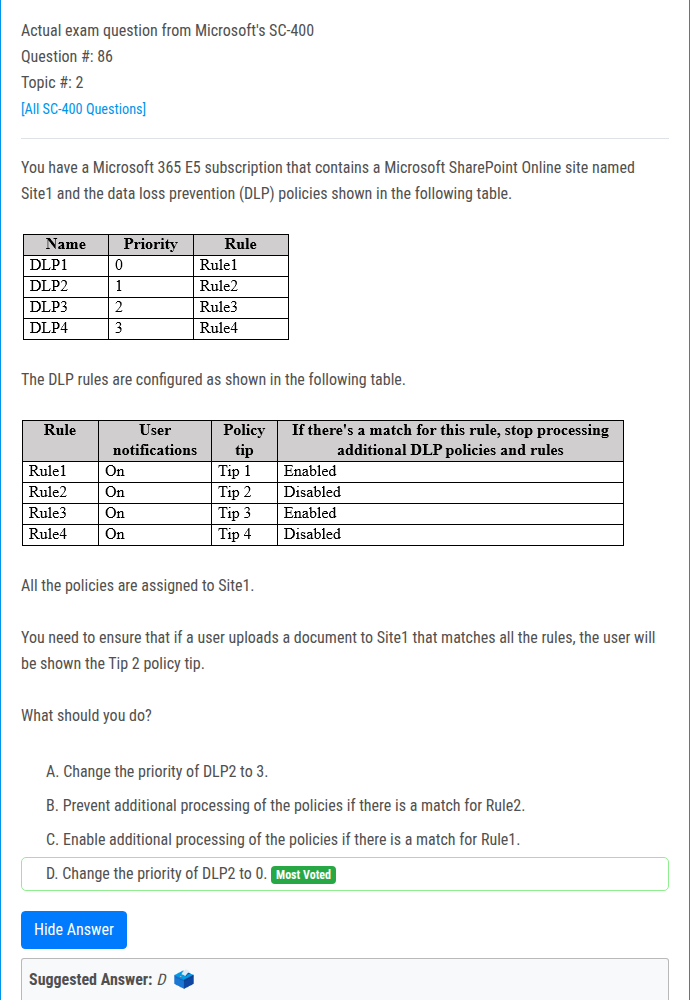 Actual exam question from Microsoft's SC-400
Question #: 86
Topic #: 2
[All SC-400 Questions]
You have a Microsoft 365 E5 subscription that contains a Microsoft SharePoint Online site named
Site1 and the data loss prevention (DLP) policies shown in the following table.
Name Priority Rule
DLP1 0 Rule1
DLP2 1 Rule2
DLP3 2 Rule3
DLP4 3 Rule4
The DLP rules are configured as shown in the following table.
Rule User notifications Policy tip If there's a match for this rule, stop processing additional DLP policies and rules
Rule1 On Tip 1 Enabled
Rule2 On Tip 2 Disabled
Rule3 On Tip 3 Enabled
Rule4 On Tip 4 Disabled
All the policies are assigned to Site1.
You need to ensure that if a user uploads a document to Site1 that matches all the rules, the user will
be shown the Tip 2 policy tip.
What should you do?
A. Change the priority of DLP2 to 3.
B. Prevent additional processing of the policies if there is a match for Rule2.
C. Enable additional processing of the policies if there is a match for Rule1.
D. Change the priority of DLP2 to 0. Most Voted
Hide Answer
Suggested Answer: D